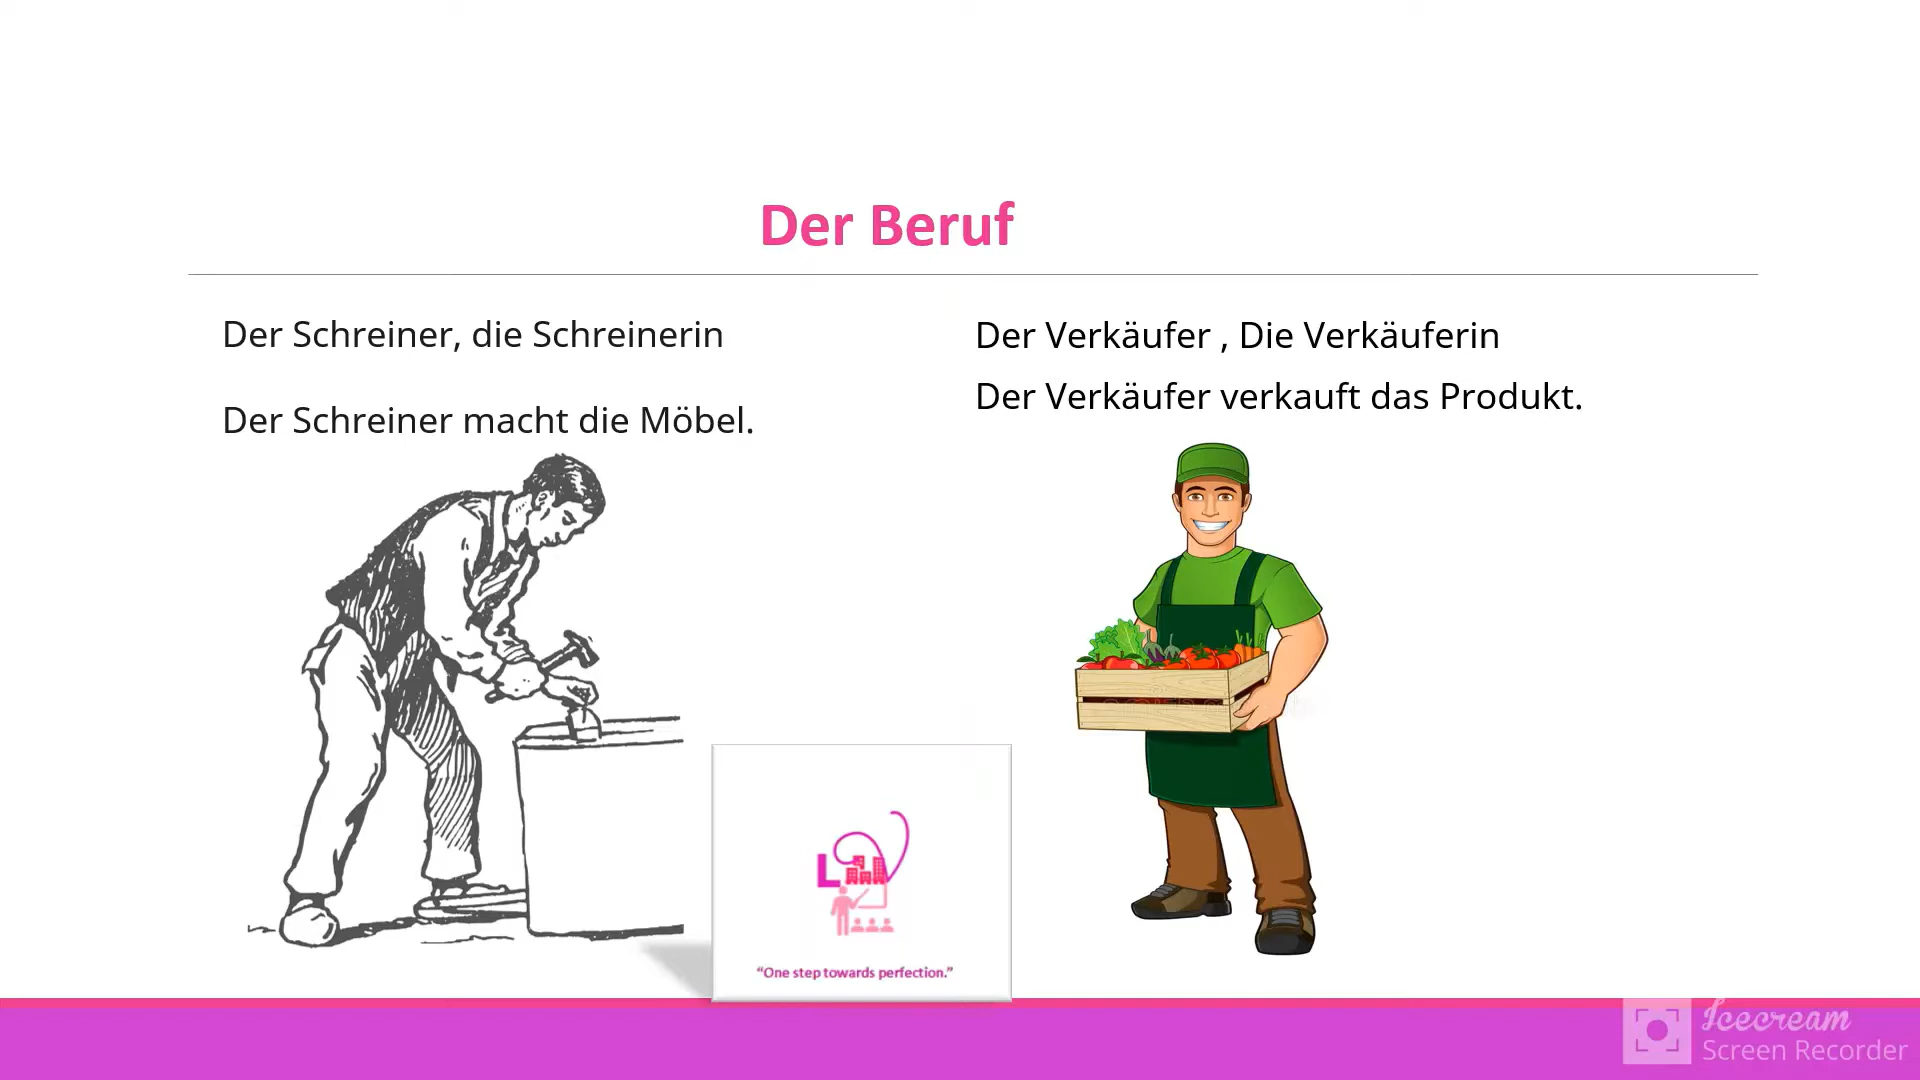 Der Beruf
Der Schreiner, die Schreinerin
Der Schreiner macht die Möbel.
Der Verkäufer , Die Verkäuferin
Der Verkäufer verkauft das Produkt.
“One step towards perfection.”
Icecream
Screen Recorder